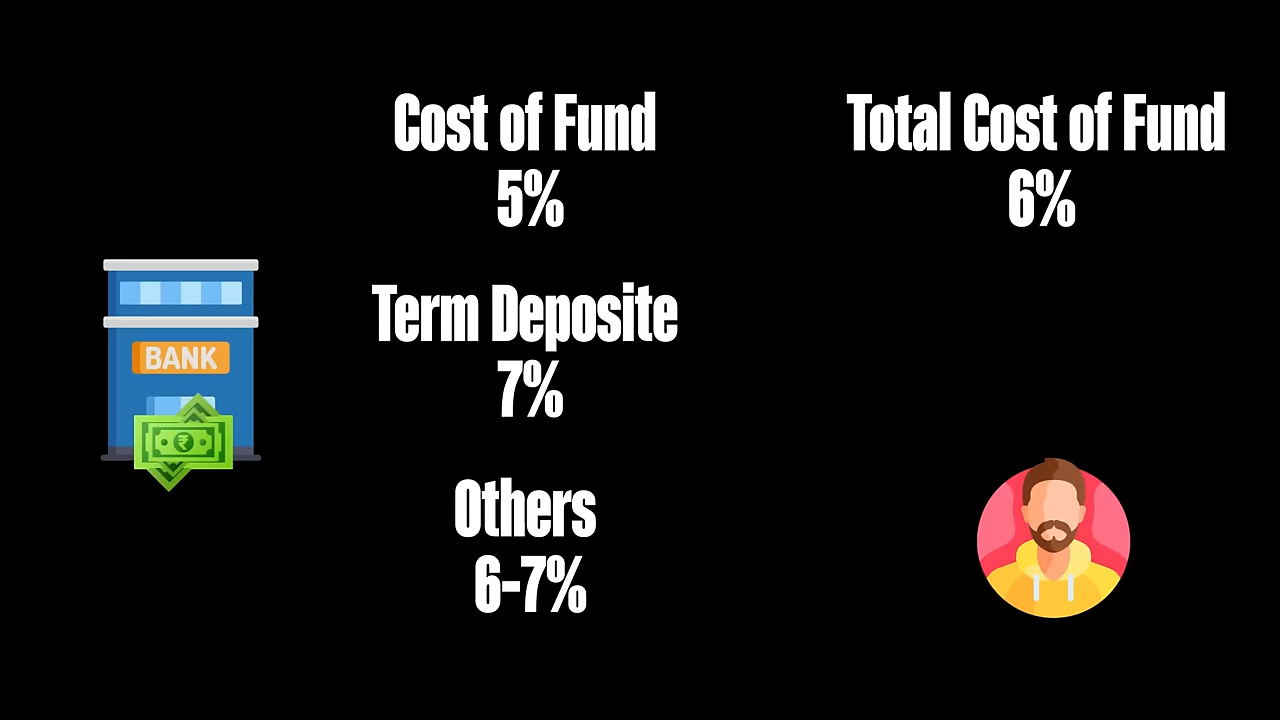 Cost of Fund
5%
Total Cost of Fund
6%
BANK
₹
Term Deposite
7%
Others
6-7%